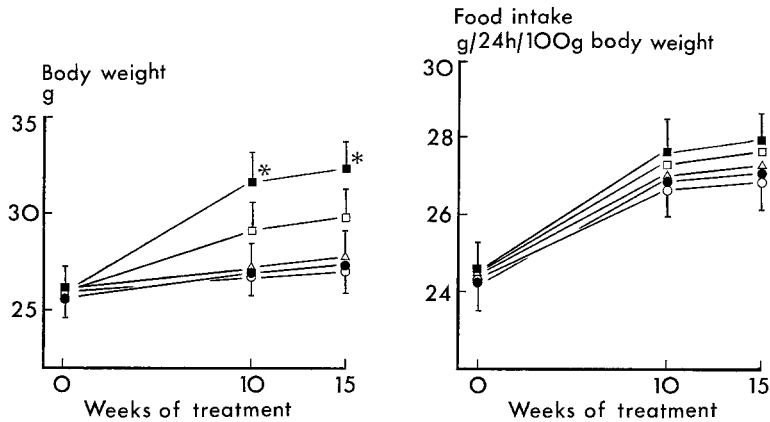 Body weight
g
35
30
25
0
10
15
Weeks of treatment
*
*
Food intake
g/24h/100g body weight
30
28
26
24
0
10
15
Weeks of treatment